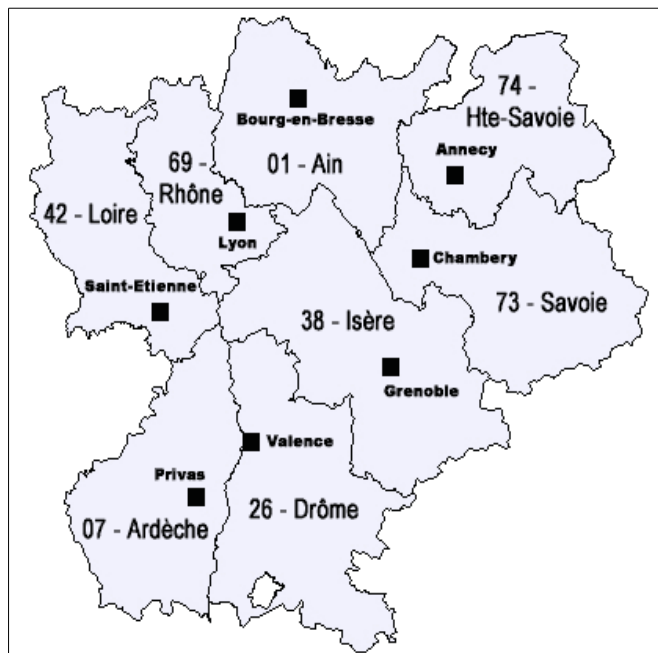 74 -
Hte-Savoie
Bourg-en-Bresse
Annecy
69 -
Rhône
01 - Ain
42 - Loire
Lyon
Chambery
Saint-Etienne
73 - Savoie
38 - Isère
Grenoble
Valence
Privas
26 - Drôme
07 - Ardèche